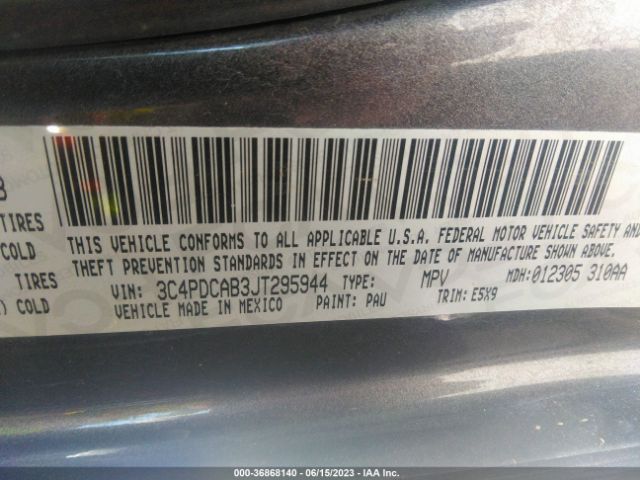 TIRES
COLD
TIRES
) COLD
THIS VEHICLE CONFORMS TO ALL APPLICABLE U.S.A. FEDERAL MOTOR VEHICLE SAFETY AND
THEFT PREVENTION STANDARDS IN EFFECT ON THE DATE OF MANUFACTURE SHOWN ABOVE.
VIN: 3C4PDCAB3JT295944 TYPE: MPV MDH:012305 310AA
VEHICLE MADE IN MEXICO PAINT: PAU TRIM: E5X9
000-36868140 - 06/15/2023 - IAA Inc.